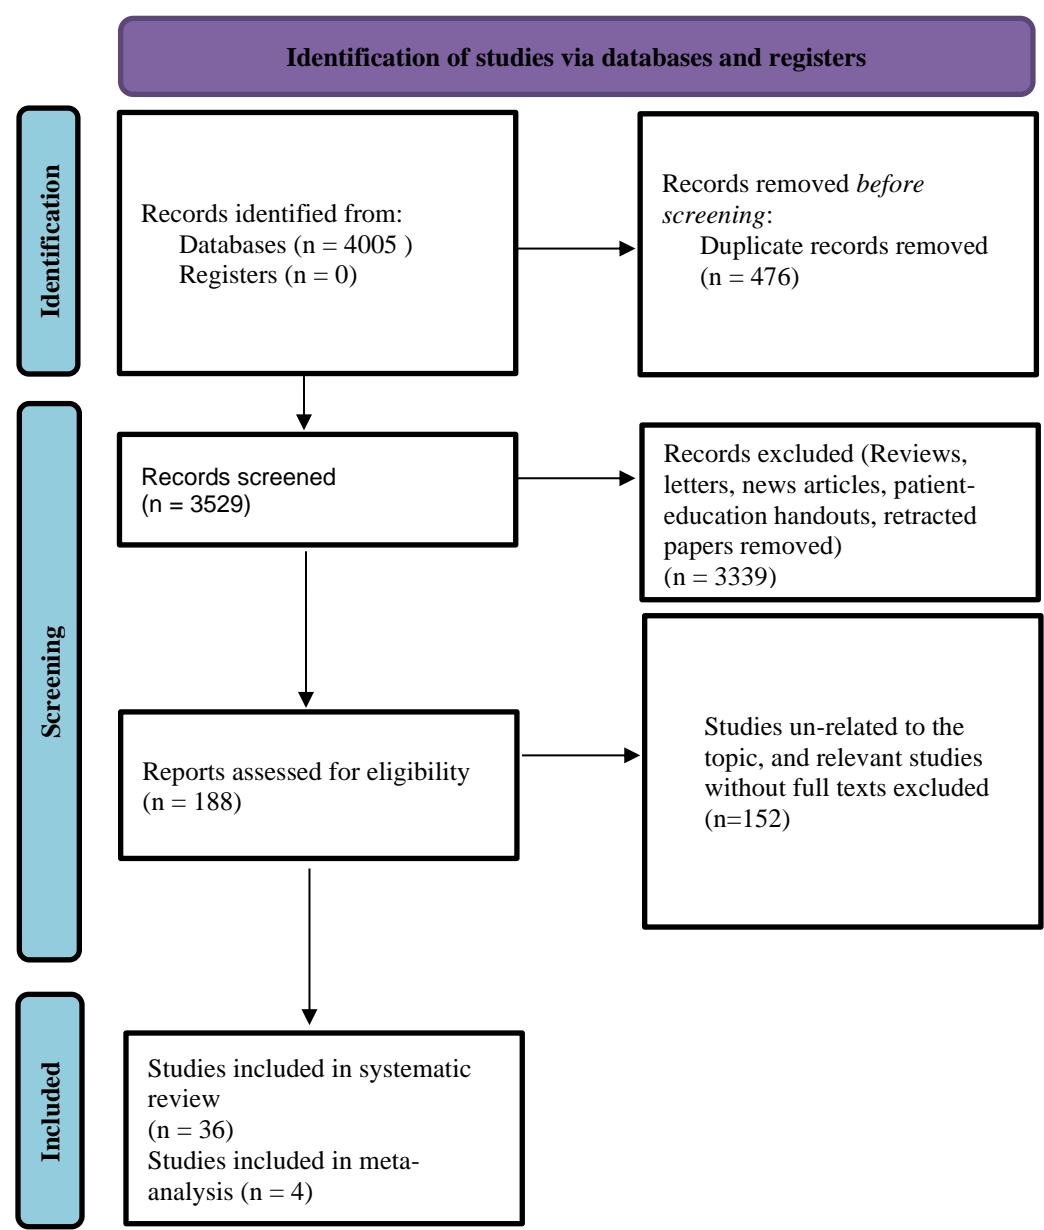 Identification of studies via databases and registers
Identification
Records identified from:
Databases (n = 4005 )
Registers (n = 0)
Records removed before
screening:
Duplicate records removed
(n = 476)
Screening
Records screened
(n = 3529)
Records excluded (Reviews,
letters, news articles, patient-
education handouts, retracted
papers removed)
(n = 3339)
Reports assessed for eligibility
(n = 188)
Studies un-related to the
topic, and relevant studies
without full texts excluded
(n=152)
Included
Studies included in systematic
review
(n = 36)
Studies included in meta-
analysis (n = 4)